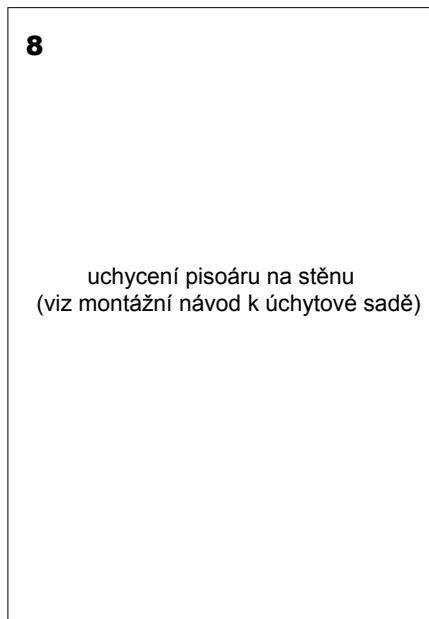 8
uchycení pisoáru na stěnu
(viz montážní návod k úchytové sadě)